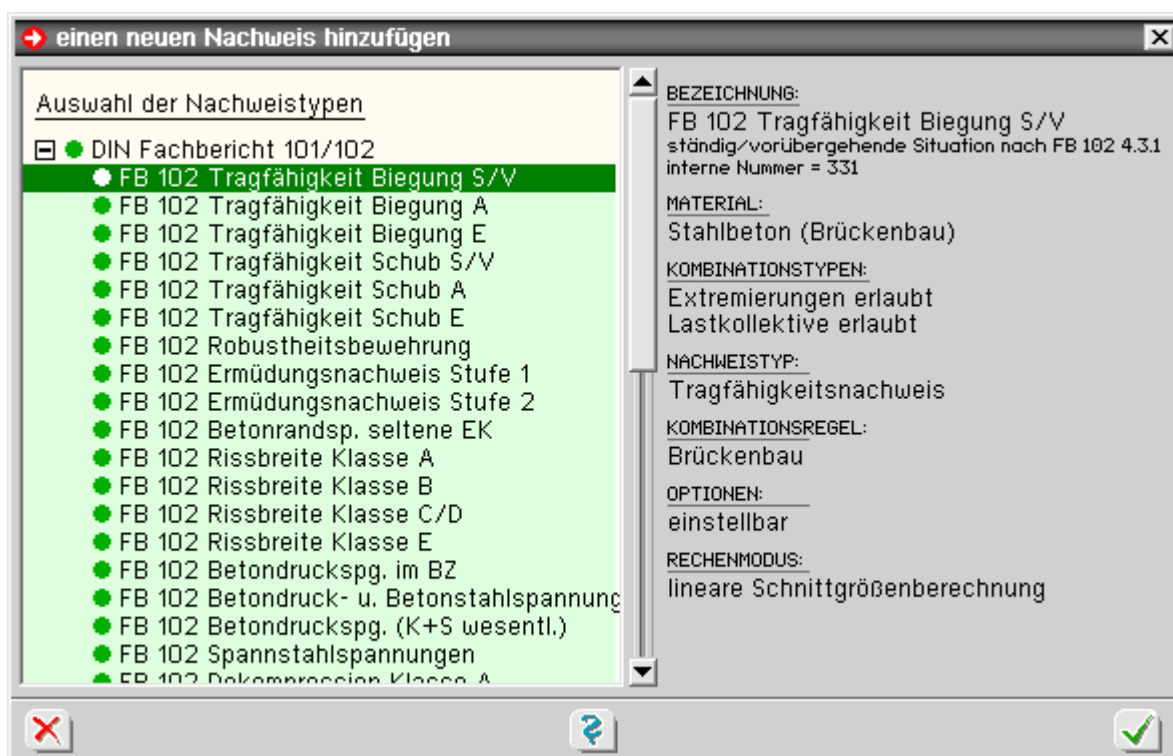 einen neuen Nachweis hinzufügen
Auswahl der Nachweistypen
DIN Fachbericht 101/102
FB 102 Tragfähigkeit Biegung S/V
FB 102 Tragfähigkeit Biegung A
FB 102 Tragfähigkeit Biegung E
FB 102 Tragfähigkeit Schub S/V
FB 102 Tragfähigkeit Schub A
FB 102 Tragfähigkeit Schub E
FB 102 Robustheitsbewehrung
FB 102 Ermüdungsnachweis Stufe 1
FB 102 Ermüdungsnachweis Stufe 2
FB 102 Betonrandsp. seltene EK
FB 102 Rissbreite Klasse A
FB 102 Rissbreite Klasse B
FB 102 Rissbreite Klasse C/D
FB 102 Rissbreite Klasse E
FB 102 Betondruckspg. im BZ
FB 102 Betondruck- u. Betonstahlspannung
FB 102 Betondruckspg. (K+S wesentl.)
FB 102 Spannstahlspannungen
FB 102 Dekompression Klasse A
BEZEICHNUNG:
FB 102 Tragfähigkeit Biegung S/V
ständig/vorübergehende Situation nach FB 102 4.3.1
interne Nummer = 331
MATERIAL:
Stahlbeton (Brückenbau)
KOMBINATIONSTYPEN:
Extremierungen erlaubt
Lastkollektive erlaubt
NACHWEISTYP:
Tragfähigkeitsnachweis
KOMBINATIONSREGEL:
Brückenbau
OPTIONEN:
einstellbar
RECHENMODUS:
lineare Schnittgrößenberechnung